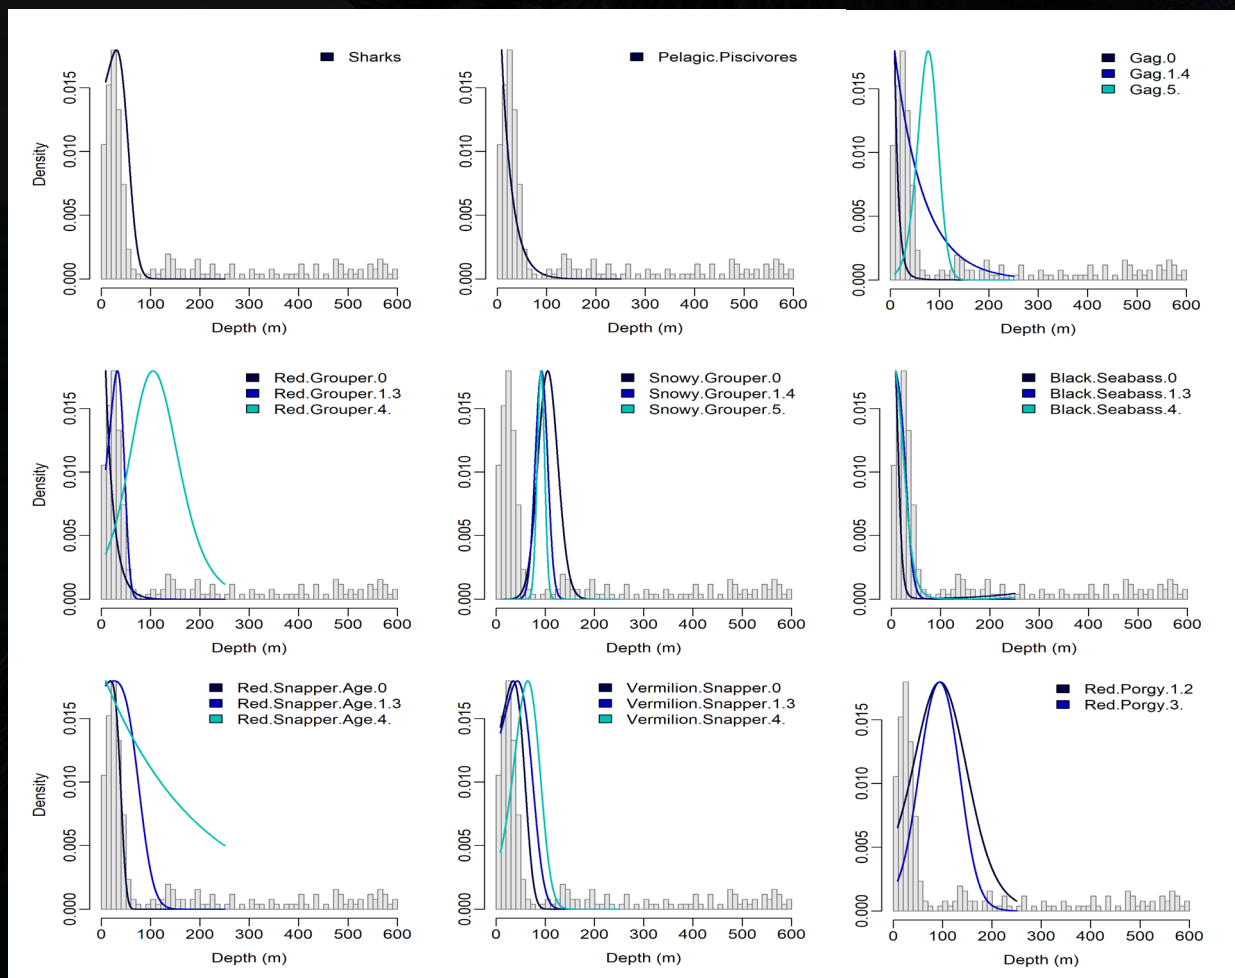 Sharks
Density
0.000 0.005 0.010 0.015
0 100 200 300 400 500 600
Depth (m)
Pelagic.Piscivores
0.000 0.005 0.010 0.015
0 100 200 300 400 500 600
Depth (m)
Gag.0
Gag.1.4
Gag.5.
0.000 0.005 0.010 0.015
0 100 200 300 400 500 600
Depth (m)
Red.Grouper.0
Red.Grouper.1.3
Red.Grouper.4.
Density
0.000 0.005 0.010 0.015
0 100 200 300 400 500 600
Depth (m)
Snowy.Grouper.0
Snowy.Grouper.1.4
Snowy.Grouper.5.
0.000 0.005 0.010 0.015
0 100 200 300 400 500 600
Depth (m)
Black.Seabass.0
Black.Seabass.1.3
Black.Seabass.4.
0.000 0.005 0.010 0.015
0 100 200 300 400 500 600
Depth (m)
Red.Snapper.Age.0
Red.Snapper.Age.1.3
Red.Snapper.Age.4.
Density
0.000 0.005 0.010 0.015
0 100 200 300 400 500 600
Depth (m)
Vermilion.Snapper.0
Vermilion.Snapper.1.3
Vermilion.Snapper.4.
0.000 0.005 0.010 0.015
0 100 200 300 400 500 600
Depth (m)
Red.Porgy.1.2
Red.Porgy.3.
0.000 0.005 0.010 0.015
0 100 200 300 400 500 600
Depth (m)